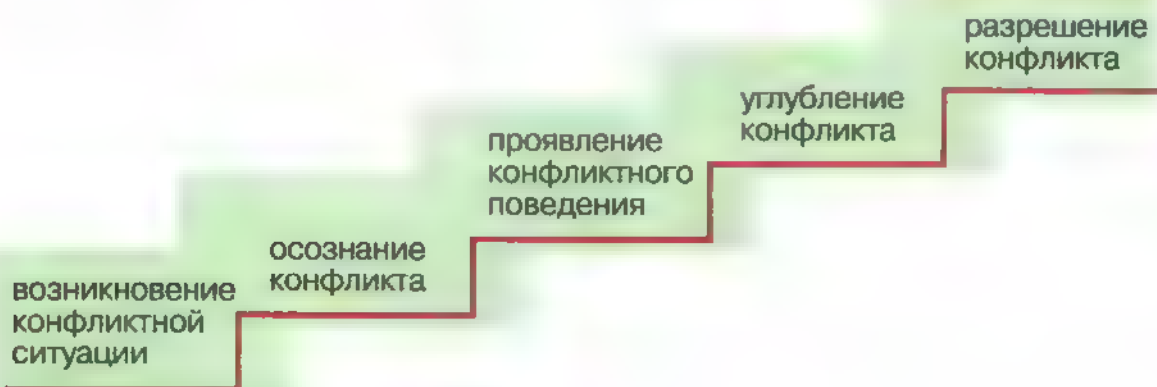 возникновение
конфликтной
ситуации
осознание
конфликта
проявление
конфликтного
поведения
углубление
конфликта
разрешение
конфликта